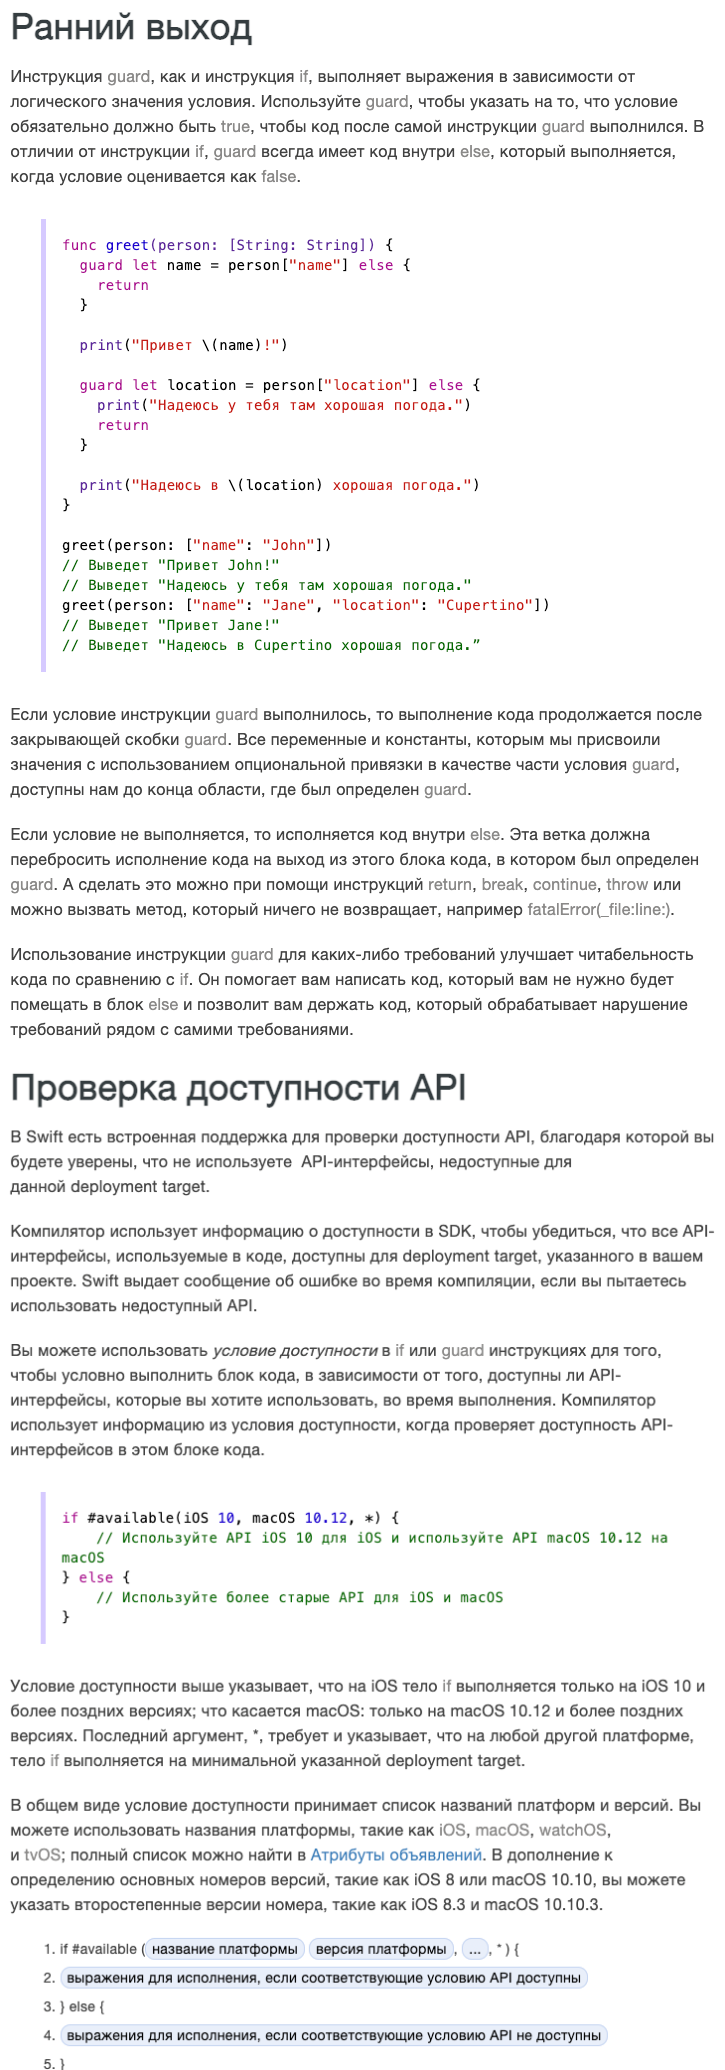 Ранний выход
Инструкция guard, как и инструкция if, выполняет выражения в зависимости от
логического значения условия. Используйте guard, чтобы указать на то, что условие
обязательно должно быть true, чтобы код после самой инструкции guard выполнился. В
отличии от инструкции if, guard всегда имеет код внутри else, который выполняется,
когда условие оценивается как false.
func greet(person: [String: String]) {
  guard let name = person["name"] else {
    return
  }
  print("Привет \(name)!")
  guard let location = person["location"] else {
    print("Надеюсь у тебя там хорошая погода.")
    return
  }
  print("Надеюсь в \(location) хорошая погода.")
}
greet(person: ["name": "John"])
// Выведет "Привет John!"
// Выведет "Надеюсь у тебя там хорошая погода."
greet(person: ["name": "Jane", "location": "Cupertino"])
// Выведет "Привет Jane!"
// Выведет "Надеюсь в Cupertino хорошая погода.”
Если условие инструкции guard выполнилось, то выполнение кода продолжается после
закрывающей скобки guard. Все переменные и константы, которым мы присвоили
значения с использованием опциональной привязки в качестве части условия guard,
доступны нам до конца области, где был определен guard.
Если условие не выполняется, то исполняется код внутри else. Эта ветка должна
перебросить исполнение кода на выход из этого блока кода, в котором был определен
guard. А сделать это можно при помощи инструкций return, break, continue, throw или
можно вызвать метод, который ничего не возвращает, например fatalError(_file:line:).
Использование инструкции guard для каких-либо требований улучшает читабельность
кода по сравнению с if. Он помогает вам написать код, который вам не нужно будет
помещать в блок else и позволит вам держать код, который обрабатывает нарушение
требований рядом с самими требованиями.
Проверка доступности API
В Swift есть встроенная поддержка для проверки доступности API, благодаря которой вы
будете уверены, что не используете  API-интерфейсы, недоступные для
данной deployment target.
Компилятор использует информацию о доступности в SDK, чтобы убедиться, что все API-
интерфейсы, используемые в коде, доступны для deployment target, указанного в вашем
проекте. Swift выдает сообщение об ошибке во время компиляции, если вы пытаетесь
использовать недоступный API.
Вы можете использовать условие доступности в if или guard инструкциях для того,
чтобы условно выполнить блок кода, в зависимости от того, доступны ли API-
интерфейсы, которые вы хотите использовать, во время выполнения. Компилятор
использует информацию из условия доступности, когда проверяет доступность API-
интерфейсов в этом блоке кода.
if #available(iOS 10, macOS 10.12, *) {
    // Используйте API iOS 10 для iOS и используйте API macOS 10.12 на
macOS
} else {
    // Используйте более старые API для iOS и macOS
}
Условие доступности выше указывает, что на iOS тело if выполняется только на iOS 10 и
более поздних версиях; что касается macOS: только на macOS 10.12 и более поздних
версиях. Последний аргумент, *, требует и указывает, что на любой другой платформе,
тело if выполняется на минимальной указанной deployment target.
В общем виде условие доступности принимает список названий платформ и версий. Вы
можете использовать названия платформы, такие как iOS, macOS, watchOS,
и tvOS; полный список можно найти в Атрибуты объявлений. В дополнение к
определению основных номеров версий, такие как iOS 8 или macOS 10.10, вы можете
указать второстепенные версии номера, такие как iOS 8.3 и macOS 10.10.3.
1. if #available ( название платформы версия платформы , ... , * ) {
2. выражения для исполнения, если соответствующие условию API доступны
3. } else {
4. выражения для исполнения, если соответствующие условию API не доступны
5. }